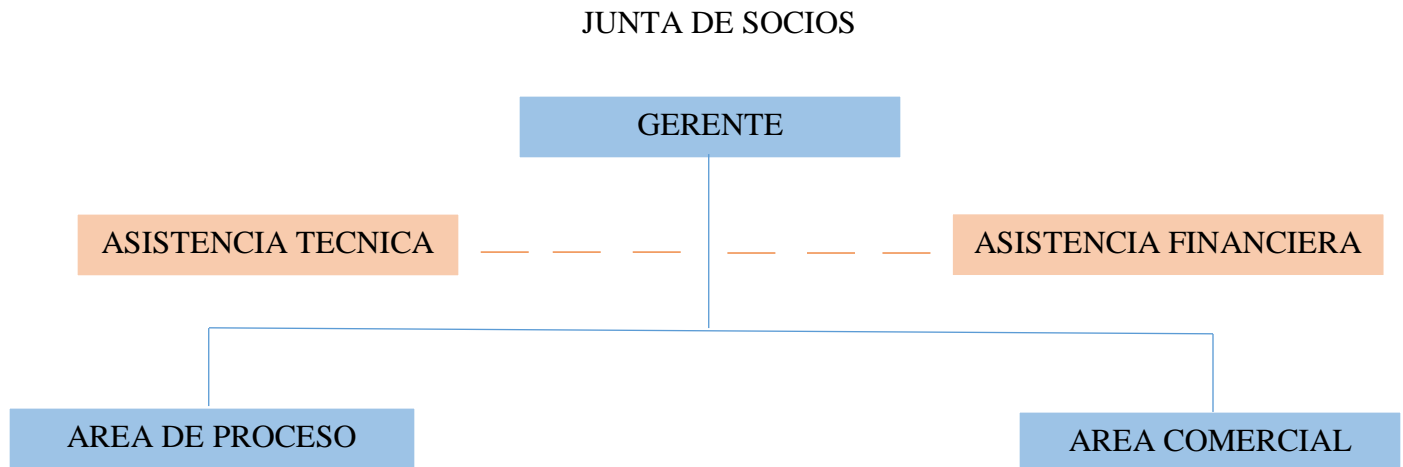 JUNTA DE SOCIOS
GERENTE
ASISTENCIA TECNICA
ASISTENCIA FINANCIERA
AREA DE PROCESO
AREA COMERCIAL